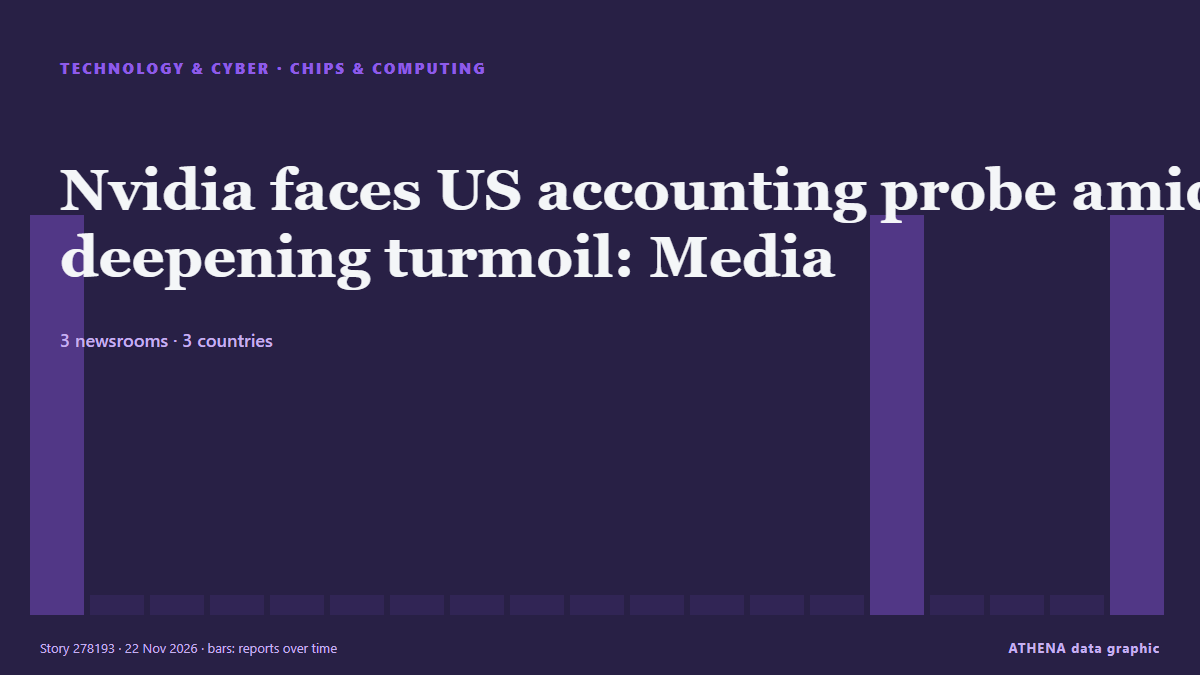 TECHNOLOGY & CYBER · CHIPS & COMPUTING
Nvidia faces US accounting probe amid
deepening turmoil: Media
3 newsrooms · 3 countries
Story 278193 · 22 Nov 2026 · bars: reports over time
ATHENA data graphic